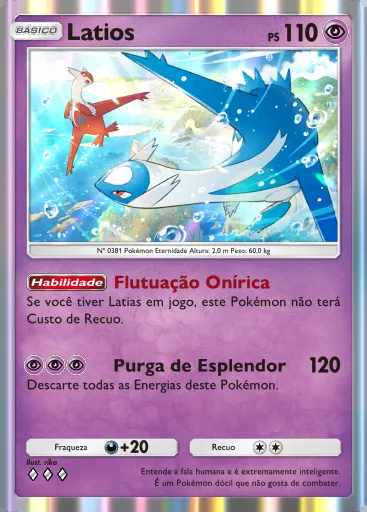 BÁSICO Latios PS 110
Nº 0381 Pokémon Eternidade Altura: 2,0 m Peso: 60,0 kg
Habilidade Flutuação Onírica
Se você tiver Latias em jogo, este Pokémon não terá
Custo de Recuo.
Purga de Esplendor 120
Descarte todas as Energias deste Pokémon.
Fraqueza +20 Recuo
Ilust. rika
Entende a fala humana e é extremamente inteligente.
É um Pokémon dócil que não gosta de combater.